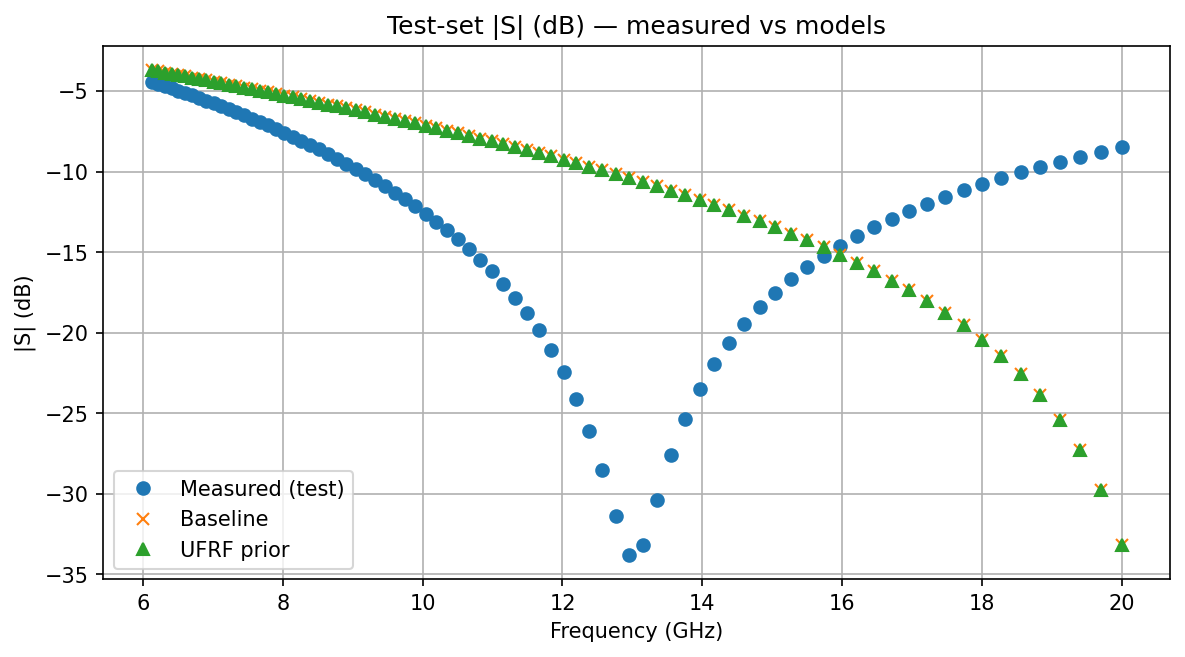 Test-set |S| (dB) — measured vs models
|S| (dB)
−5
−10
−15
−20
−25
−30
−35
Measured (test)
Baseline
UFRF prior
6
8
10
12
14
16
18
20
Frequency (GHz)